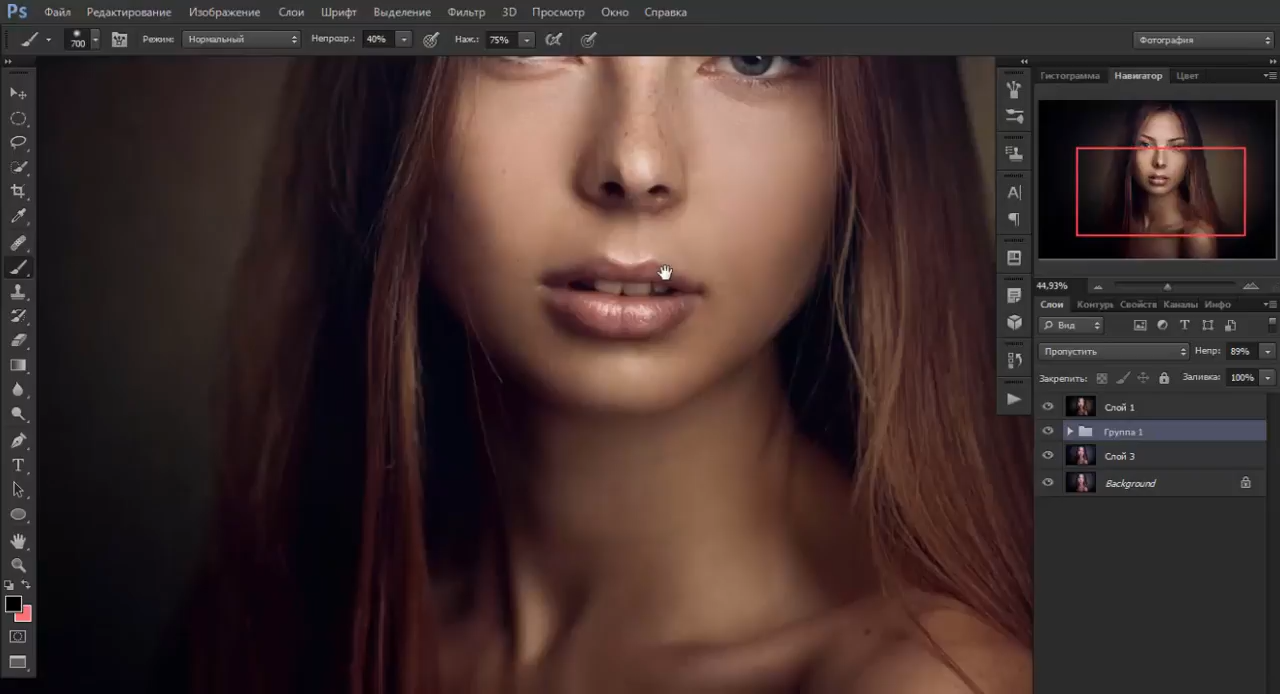 Ps Файл Редактирование Изображение Слои Шрифт Выделение Фильтр 3D Просмотр Окно Справка
700 Режим: Нормальный Непрозр.: 40% Наж.: 75% Фотография
Гистограмма Навигатор Цвет
44,93%
Слои Контуры Свойств Каналы Инфо
Вид
Пропустить Непр: 89%
Закрепить: Заливка: 100%
Слой 1
Группа 1
Слой 3
Background